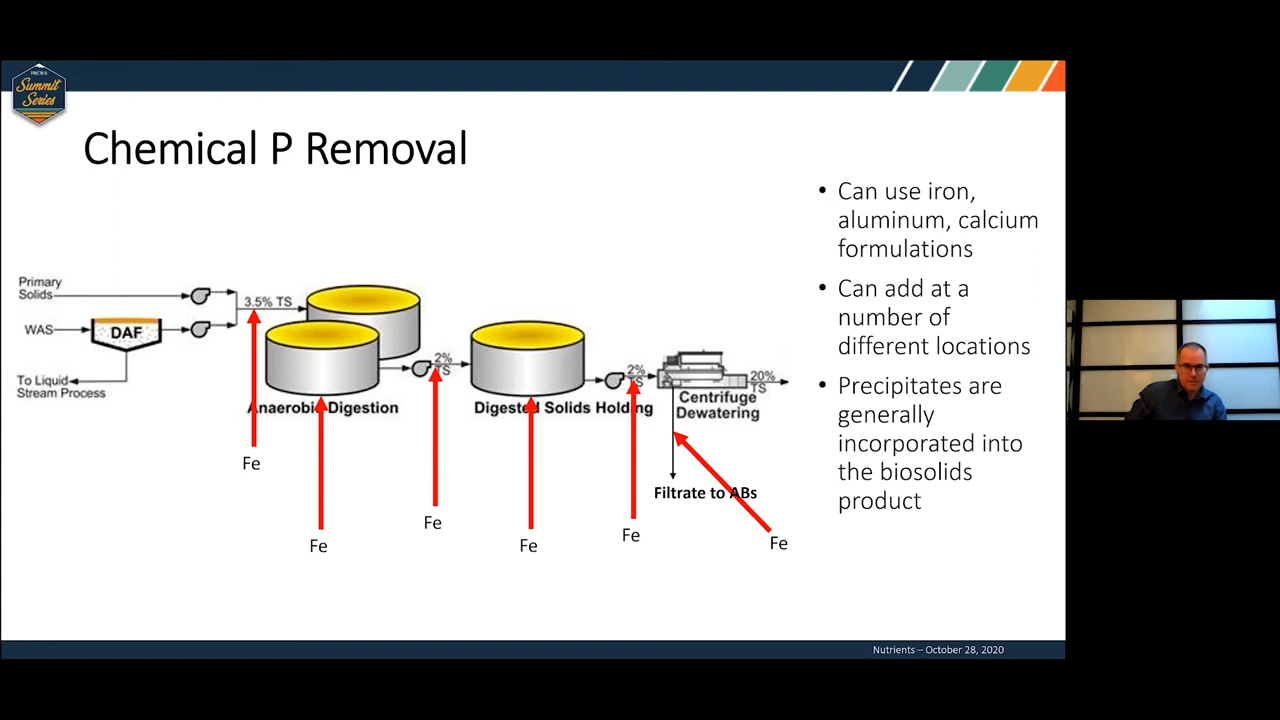 PNCWA
Summit
Series
Chemical P Removal
Primary
Solids
3.5% TS
WAS
DAF
To Liquid
Stream Process
2%
TS
2%
TS
20%
TS
Anaerobic Digestion
Digested Solids Holding
Centrifuge
Dewatering
Filtrate to ABs
Fe
Fe
Fe
Fe
Fe
Fe
• Can use iron,
aluminum, calcium
formulations
• Can add at a
number of
different locations
• Precipitates are
generally
incorporated into
the biosolids
product
Nutrients – October 28, 2020